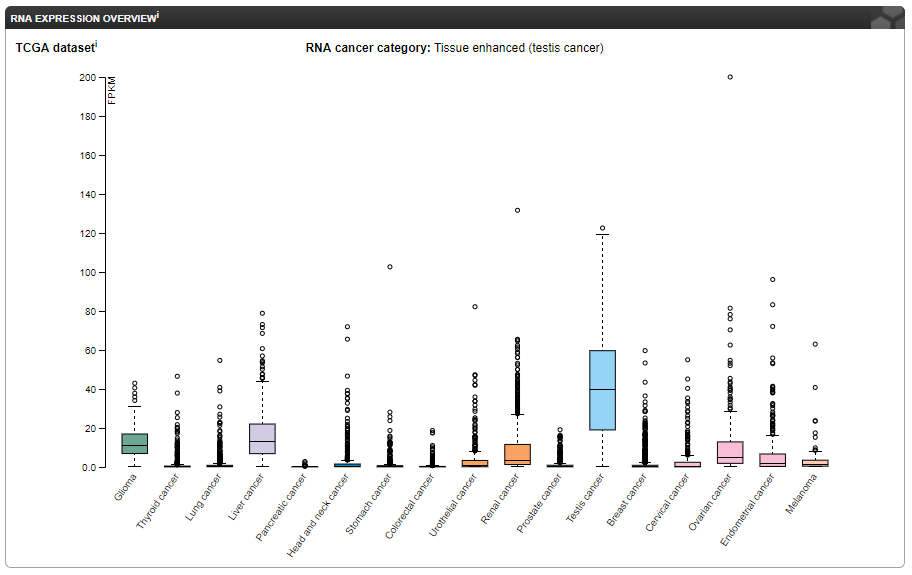 RNA EXPRESSION OVERVIEWi
TCGA dataseti
RNA cancer category: Tissue enhanced (testis cancer)
FPKM
200
180
160
140
120
100
80
60
40
20
0.0
Glioma
Thyroid cancer
Lung cancer
Liver cancer
Pancreatic cancer
Head and neck cancer
Stomach cancer
Colorectal cancer
Urothelial cancer
Renal cancer
Prostate cancer
Testis cancer
Breast cancer
Cervical cancer
Ovarian cancer
Endometrial cancer
Melanoma